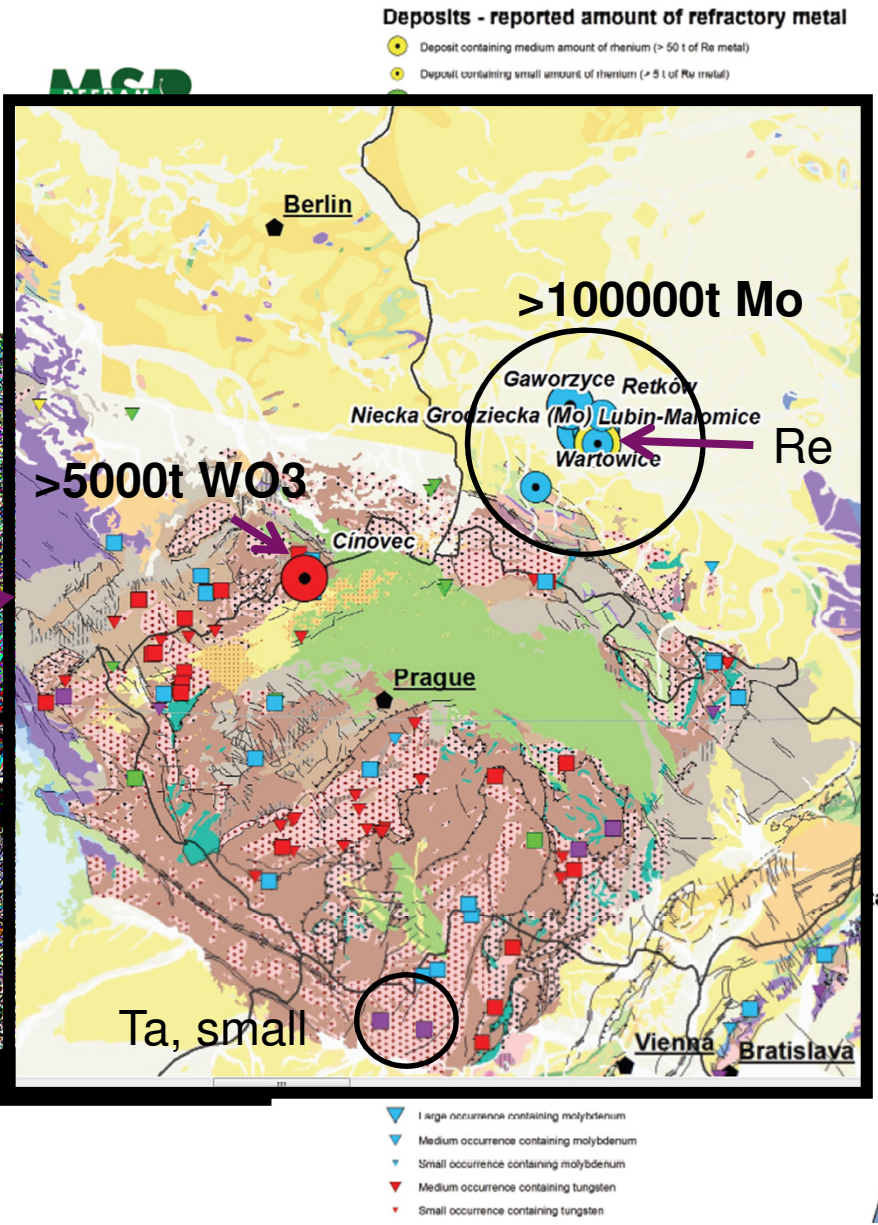 Deposits - reported amount of refractory metal
Deposit containing medium amount of rhenium (> 50 t of Re metal)
Deposit containing small amount of rhenium (> 5 t of Re metal)
Berlin
>100000t Mo
Gaworzyce
Retków
Niecka Grodziecka (Mo)
Lubin-Małomice
Re
Wartowice
>5000t WO3
Cínovec
Prague
Ta, small
Vienna
Bratislava
Large occurrence containing molybdenum
Medium occurrence containing molybdenum
Small occurrence containing molybdenum
Medium occurrence containing tungsten
Small occurrence containing tungsten